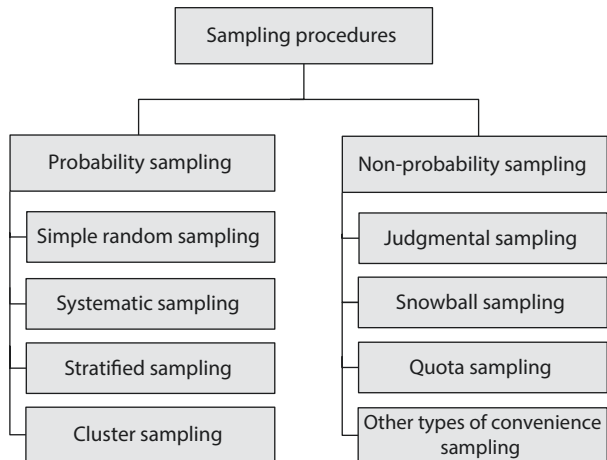 Sampling procedures
Probability sampling
Simple random sampling
Systematic sampling
Stratified sampling
Cluster sampling
Non-probability sampling
Judgmental sampling
Snowball sampling
Quota sampling
Other types of convenience
sampling